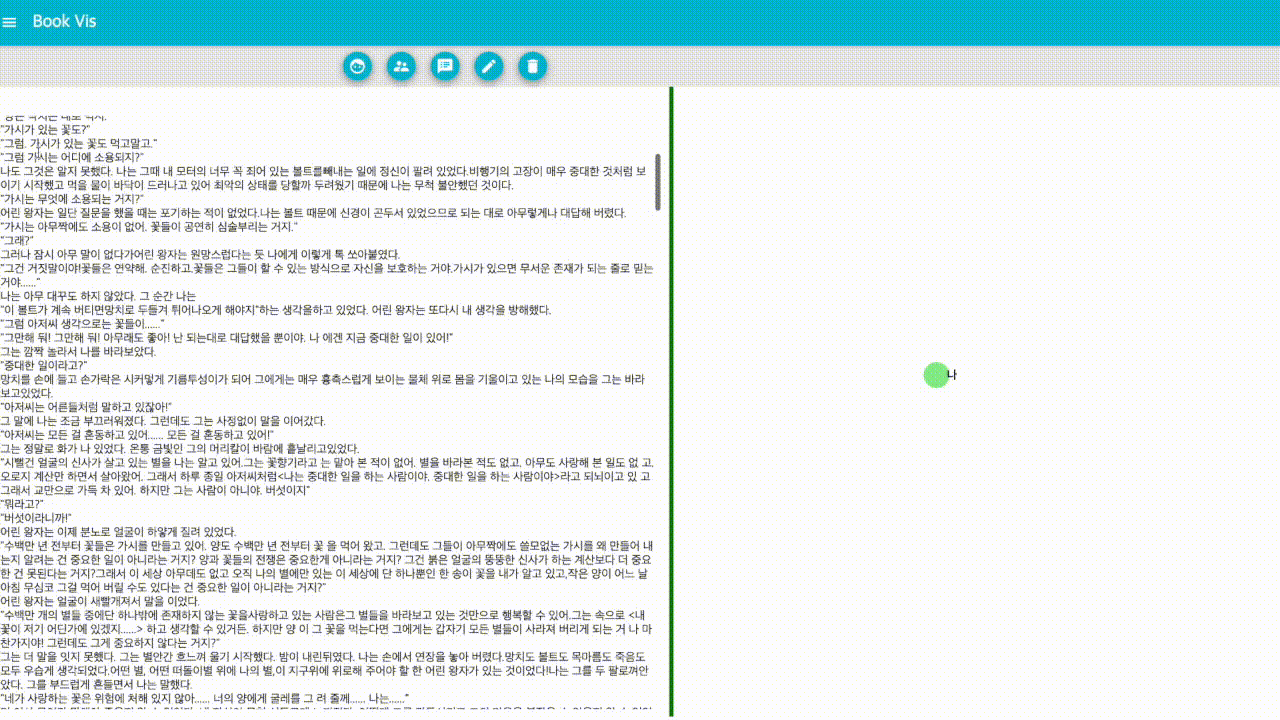 Book Vis
"가시가 있는 꽃도?"
"그럼. 가시가 있는 꽃도 먹고말고."
"그럼 가시는 어디에 소용되지?"
나도 그것은 알지 못했다. 나는 그때 내 모터의 너무 꼭 죄어 있는 볼트를빼내는 일에 정신이 팔려 있었다.비행기의 고장이 매우 중대한 것처럼 보
이기 시작했고 먹을 물이 바닥이 드러나고 있어 최악의 상태를 당할까 두려웠기 때문에 나는 무척 불안했던 것이다.
"가시는 무엇에 소용되는 거지?"
어린 왕자는 일단 질문을 했을 때는 포기하는 적이 없었다.나는 볼트 때문에 신경이 곤두서 있었으므로 되는 대로 아무렇게나 대답해 버렸다.
"가시는 아무짝에도 소용이 없어. 꽃들이 공연히 심술부리는 거지."
"그래?"
그러나 잠시 아무 말이 없다가어린 왕자는 원망스럽다는 듯 나에게 이렇게 톡 쏘아붙였다.
"그건 거짓말이야!꽃들은 연약해. 순진하고.꽃들은 그들이 할 수 있는 방식으로 자신을 보호하는 거야.가시가 있으면 무서운 존재가 되는 줄로 믿는
거야......"
나는 아무 대꾸도 하지 않았다. 그 순간 나는
"이 볼트가 계속 버티면망치로 두들겨 튀어나오게 해야지"하는 생각을하고 있었다. 어린 왕자는 또다시 내 생각을 방해했다.
"그럼 아저씨 생각으로는 꽃들이......"
"그만해 둬! 그만해 둬! 아무래도 좋아! 난 되는대로 대답했을 뿐이야. 나 에겐 지금 중대한 일이 있어!"
그는 깜짝 놀라서 나를 바라보았다.
"중대한 일이라고?"
망치를 손에 들고 손가락은 시커멓게 기름투성이가 되어 그에게는 매우 흉측스럽게 보이는 물체 위로 몸을 기울이고 있는 나의 모습을 그는 바라
보고있었다.
"아저씨는 어른들처럼 말하고 있잖아!"
그 말에 나는 조금 부끄러워졌다. 그런데도 그는 사정없이 말을 이어갔다.
"아저씨는 모든 걸 혼동하고 있어...... 모든 걸 혼동하고 있어!"
그는 정말로 화가 나 있었다. 온통 금빛인 그의 머리칼이 바람에 흩날리고있었다.
"시뻘건 얼굴의 신사가 살고 있는 별을 나는 알고 있어.그는 꽃향기라고 는 맡아 본 적이 없어. 별을 바라본 적도 없고, 아무도 사랑해 본 일도 없 고,
오로지 계산만 하면서 살아왔어. 그래서 하루 종일 아저씨처럼<나는 중대한 일을 하는 사람이야, 중대한 일을 하는 사람이야>라고 되뇌이고 있 고
그래서 교만으로 가득 차 있어. 하지만 그는 사람이 아니야. 버섯이지"
"뭐라고?"
"버섯이라니까!"
어린 왕자는 이제 분노로 얼굴이 하얗게 질려 있었다.
"수백만 년 전부터 꽃들은 가시를 만들고 있어. 양도 수백만 년 전부터 꽃 을 먹어 왔고. 그런데도 그들이 아무짝에도 쓸모없는 가시를 왜 만들어 내
는지 알려는 건 중요한 일이 아니라는 거지? 양과 꽃들의 전쟁은 중요한게 아니라는 거지? 그건 붉은 얼굴의 뚱뚱한 신사가 하는 계산보다 더 중요
한 건 못된다는 거지?그래서 이 세상 아무데도 없고 오직 나의 별에만 있는 이 세상에 단 하나뿐인 한 송이 꽃을 내가 알고 있고,작은 양이 어느 날
아침 무심코 그걸 먹어 버릴 수도 있다는 건 중요한 일이 아니라는 거지?"
어린 왕자는 얼굴이 새빨개져서 말을 이었다.
"수백만 개의 별들 중에단 하나밖에 존재하지 않는 꽃을사랑하고 있는 사람은그 별들을 바라보고 있는 것만으로 행복할 수 있어.그는 속으로 <내
꽃이 저기 어딘가에 있겠지......> 하고 생각할 수 있거든. 하지만 양 이 그 꽃을 먹는다면 그에게는 갑자기 모든 별들이 사라져 버리게 되는 거 나 마
찬가지야! 그런데도 그게 중요하지 않다는 거지?"
그는 더 말을 잇지 못했다. 그는 별안간 흐느껴 울기 시작했다. 밤이 내린뒤였다. 나는 손에서 연장을 놓아 버렸다.망치도 볼트도 목마름도 죽음도
모두 우습게 생각되었다.어떤 별, 어떤 떠돌이별 위에 나의 별,이 지구위에 위로해 주어야 할 한 어린 왕자가 있는 것이었다!나는 그를 두 팔로껴안
았다. 그를 부드럽게 흔들면서 나는 말했다.
"네가 사랑하는 꽃은 위험에 처해 있지 않아...... 너의 양에게 굴레를 그 려 줄께...... 나는......"
나